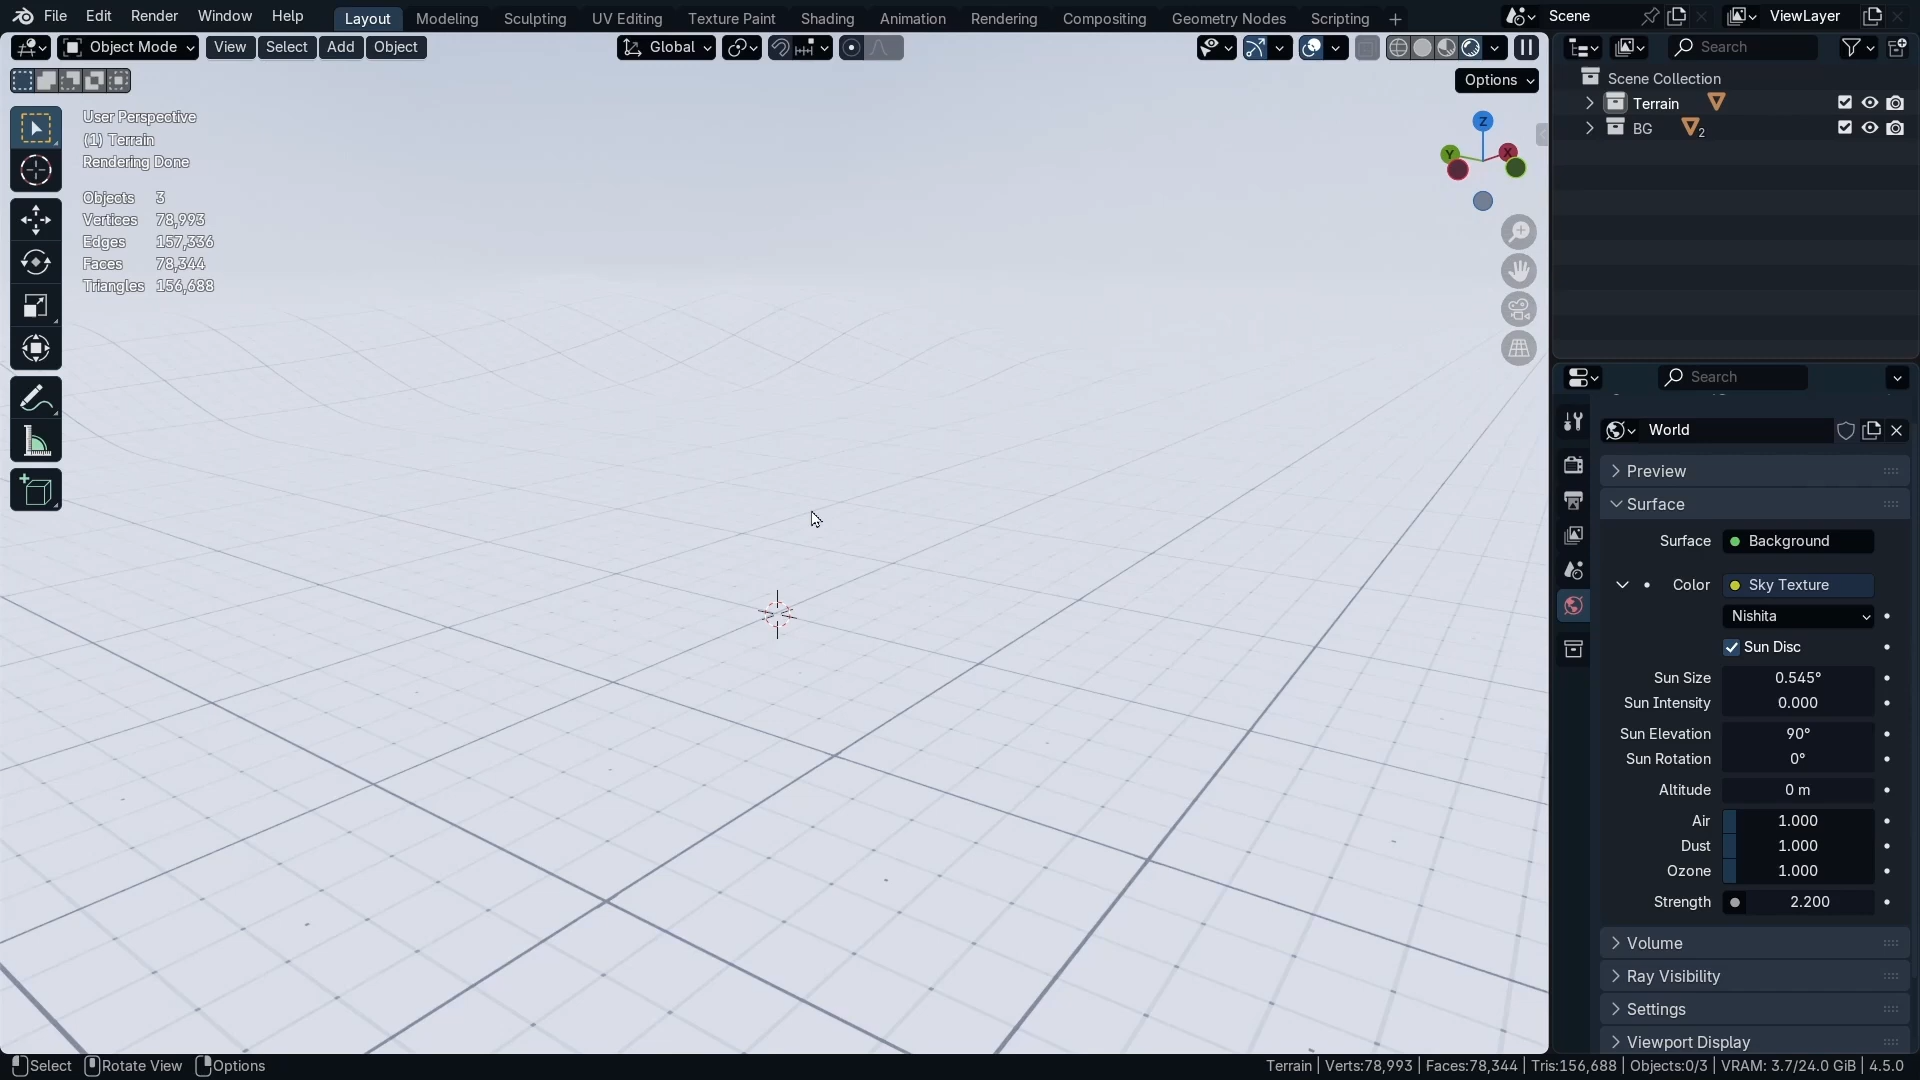 File Edit Render Window Help Layout Modeling Sculpting UV Editing Texture Paint Shading Animation Rendering Compositing Geometry Nodes Scripting + Scene ViewLayer
Object Mode View Select Add Object Global Search
Options
User Perspective
(1) Terrain
Rendering Done
Objects 3
Vertices 78,993
Edges 157,336
Faces 78,344
Triangles 156,688
Z
Y
X
Scene Collection
Terrain
BG 2
Search
World
Preview
Surface
Surface Background
Color Sky Texture
Nishita
Sun Disc
Sun Size 0.545°
Sun Intensity 0.000
Sun Elevation 90°
Sun Rotation 0°
Altitude 0 m
Air 1.000
Dust 1.000
Ozone 1.000
Strength 2.200
Volume
Ray Visibility
Settings
Viewport Display
Select Rotate View Options Terrain | Verts:78,993 | Faces:78,344 | Tris:156,688 | Objects:0/3 | VRAM: 3.7/24.0 GiB | 4.5.0